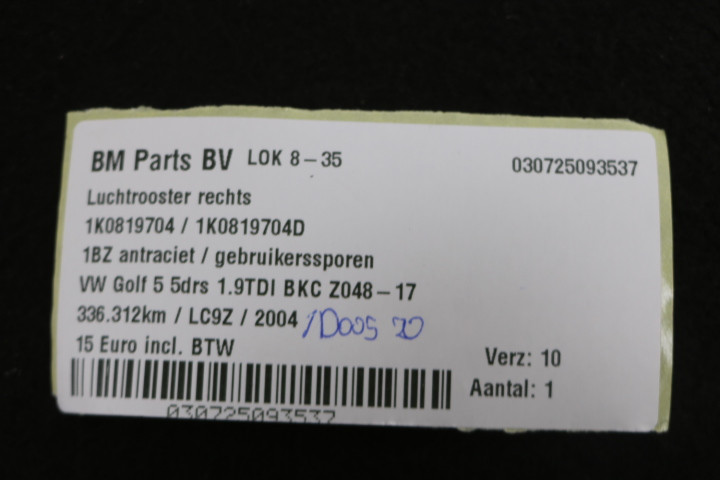 BM Parts BV LOK 8-35 030725093537
Luchtrooster rechts
1K0819704 / 1K0819704D
1BZ antraciet / gebruikerssporen
VW Golf 5 5drs 1.9TDI BKC Z048-17
336.312km / LC9Z / 2004 / Doos 20
15 Euro incl. BTW
Verz: 10
Aantal: 1
030725093537